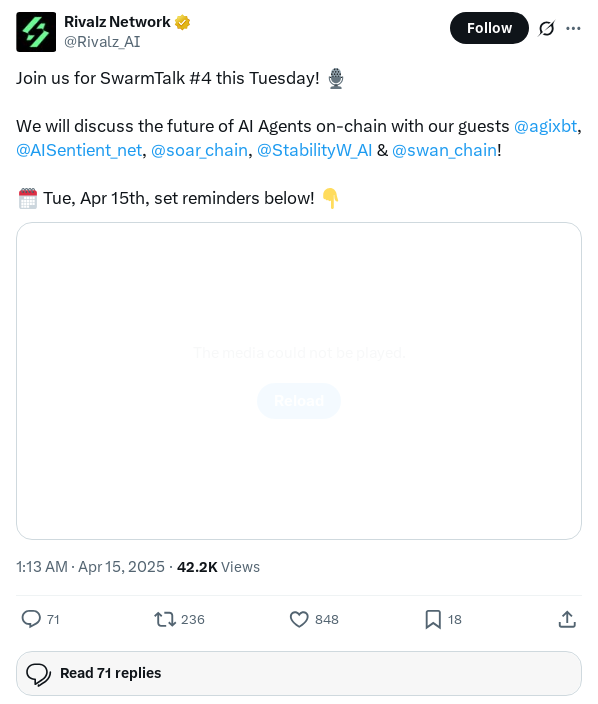 Rivalz Network
@Rivalz_AI
Follow
Join us for SwarmTalk #4 this Tuesday! 🎙️
We will discuss the future of AI Agents on-chain with our guests @agixbt,
@AISentient_net, @soar_chain, @StabilityW_AI & @swan_chain!
🗓️ Tue, Apr 15th, set reminders below! 👇
The media could not be played.
Reload
1:13 AM · Apr 15, 2025 · 42.2K Views
71 236 848 18
Read 71 replies